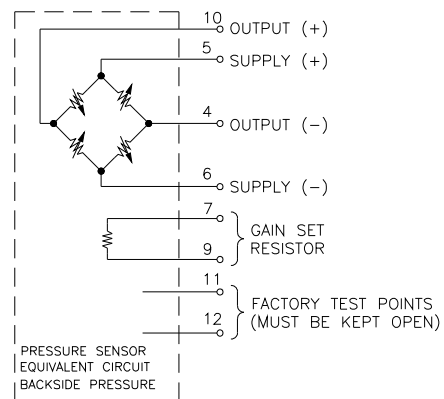 10 OUTPUT (+)
5 SUPPLY (+)
4 OUTPUT (-)
6 SUPPLY (-)
7
GAIN SET
RESISTOR
9
11
FACTORY TEST POINTS
(MUST BE KEPT OPEN)
12
PRESSURE SENSOR
EQUIVALENT CIRCUIT
BACKSIDE PRESSURE